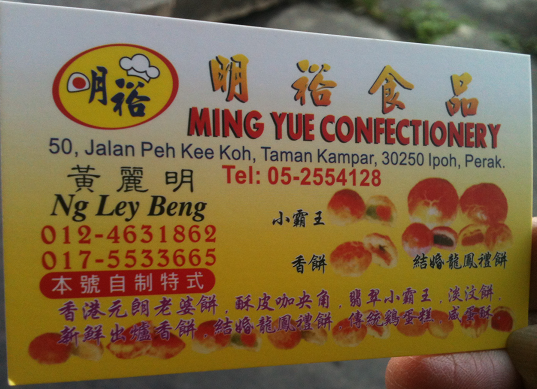 明裕
明裕食品
MING YUE CONFECTIONERY
50, Jalan Peh Kee Koh, Taman Kampar, 30250 Ipoh, Perak.
Tel: 05-2554128
黃麗明
Ng Ley Beng
012-4631862
017-5533665
小霸王
香餅
結婚龍鳳禮餅
本號自制特式
香港元朗老婆餅，酥皮咖央角，翡翠小霸王，淡汶餅，
新鮮出爐香餅，結婚龍鳳禮餅，傳統鷄蛋糕，咸蛋酥